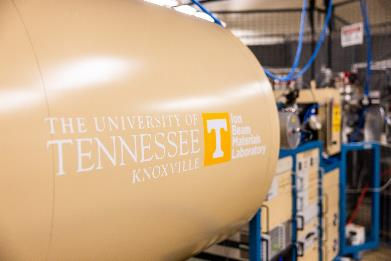 THE UNIVERSITY OF
TENNESSEE
KNOXVILLE
T
Ion
Beam
Materials
Laboratory